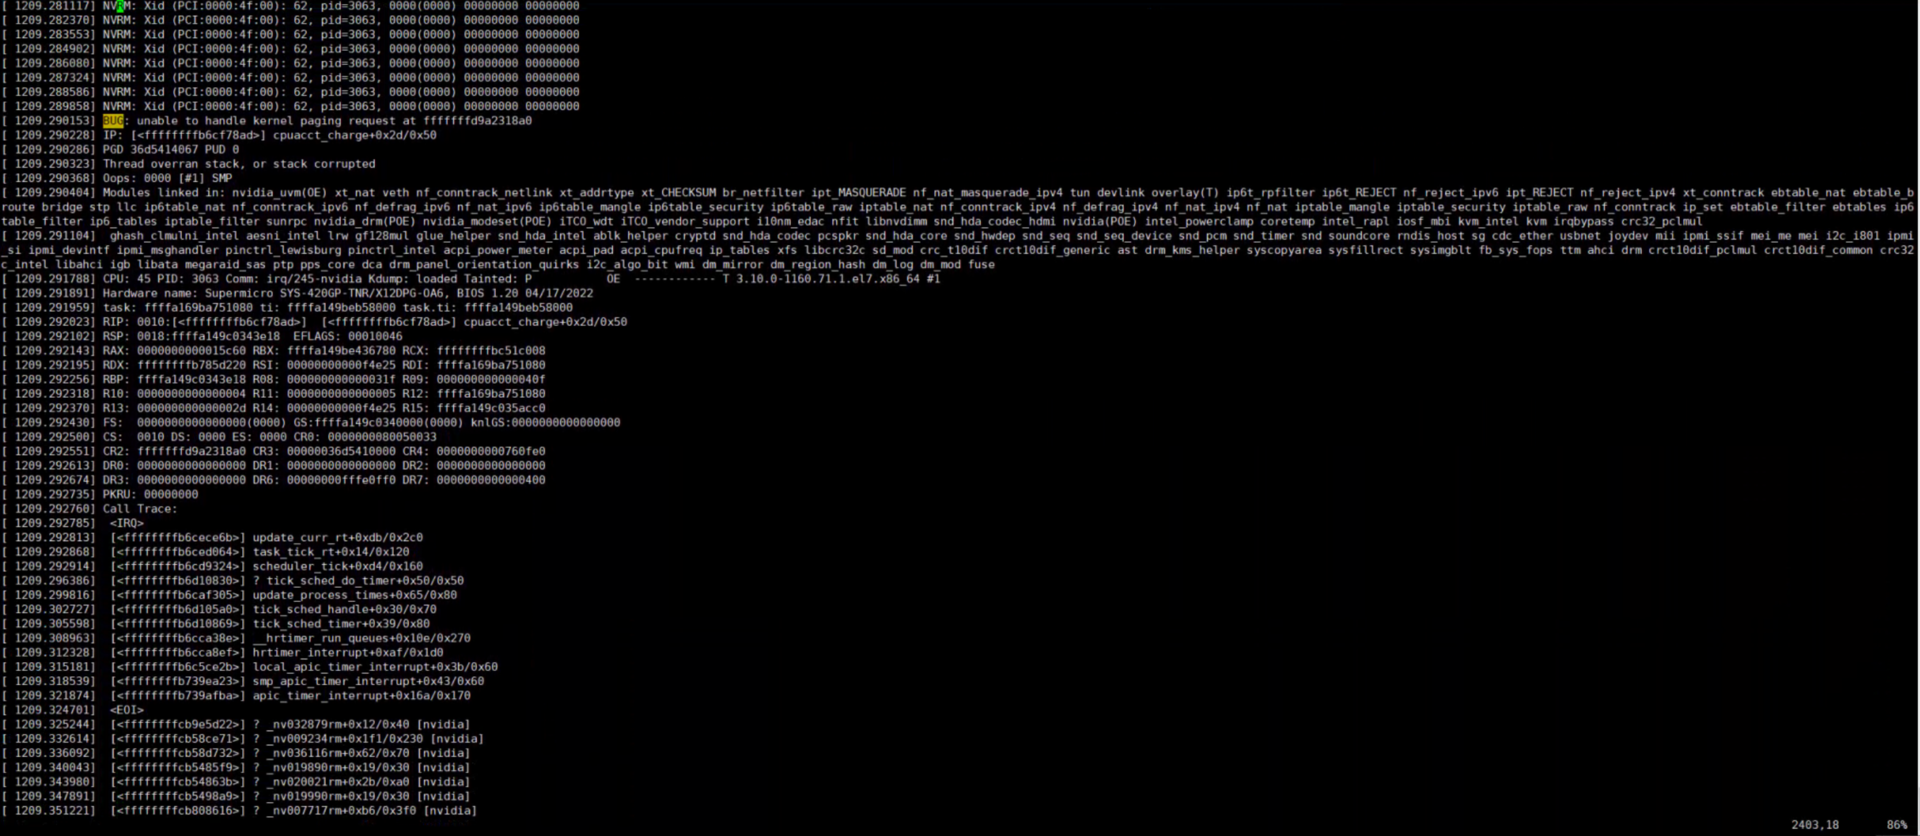 [ 1209.281117] NVRM: Xid (PCI:0000:4f:00): 62, pid=3063, 0000(0000) 00000000 00000000
[ 1209.282370] NVRM: Xid (PCI:0000:4f:00): 62, pid=3063, 0000(0000) 00000000 00000000
[ 1209.283553] NVRM: Xid (PCI:0000:4f:00): 62, pid=3063, 0000(0000) 00000000 00000000
[ 1209.284902] NVRM: Xid (PCI:0000:4f:00): 62, pid=3063, 0000(0000) 00000000 00000000
[ 1209.286080] NVRM: Xid (PCI:0000:4f:00): 62, pid=3063, 0000(0000) 00000000 00000000
[ 1209.287324] NVRM: Xid (PCI:0000:4f:00): 62, pid=3063, 0000(0000) 00000000 00000000
[ 1209.288586] NVRM: Xid (PCI:0000:4f:00): 62, pid=3063, 0000(0000) 00000000 00000000
[ 1209.289858] NVRM: Xid (PCI:0000:4f:00): 62, pid=3063, 0000(0000) 00000000 00000000
[ 1209.290153] BUG: unable to handle kernel paging request at fffffffd9a2318a0
[ 1209.290228] IP: [<ffffffffb6cf78ad>] cpuacct_charge+0x2d/0x50
[ 1209.290286] PGD 36d5414067 PUD 0
[ 1209.290323] Thread overran stack, or stack corrupted
[ 1209.290368] Oops: 0000 [#1] SMP
[ 1209.290404] Modules linked in: nvidia_uvm(OE) xt_nat veth nf_conntrack_netlink xt_addrtype xt_CHECKSUM br_netfilter ipt_MASQUERADE nf_nat_masquerade_ipv4 tun devlink overlay(T) ip6t_rpfilter ip6t_REJECT nf_reject_ipv6 ipt_REJECT nf_reject_ipv4 xt_conntrack ebtable_nat ebtable_b
route bridge stp llc ip6table_nat nf_conntrack_ipv6 nf_defrag_ipv6 nf_nat_ipv6 ip6table_mangle ip6table_security ip6table_raw iptable_nat nf_conntrack_ipv4 nf_defrag_ipv4 nf_nat_ipv4 nf_nat iptable_mangle iptable_security iptable_raw nf_conntrack ip_set ebtable_filter ebtables ip6
table_filter ip6_tables iptable_filter sunrpc nvidia_drm(POE) nvidia_modeset(POE) iTCO_wdt iTCO_vendor_support i10nm_edac nfit libnvdimm snd_hda_codec_hdmi nvidia(POE) intel_powerclamp coretemp intel_rapl iosf_mbi kvm_intel kvm irqbypass crc32_pclmul
[ 1209.291104]  ghash_clmulni_intel aesni_intel lrw gf128mul glue_helper snd_hda_intel ablk_helper cryptd snd_hda_codec pcspkr snd_hda_core snd_hwdep snd_seq snd_seq_device snd_pcm snd_timer snd soundcore rndis_host sg cdc_ether usbnet joydev mii ipmi_ssif mei_me mei i2c_i801 ipmi
_si ipmi_devintf ipmi_msghandler pinctrl_lewisburg pinctrl_intel acpi_power_meter acpi_pad acpi_cpufreq ip_tables xfs libcrc32c sd_mod crc_t10dif crct10dif_generic ast drm_kms_helper syscopyarea sysfillrect sysimgblt fb_sys_fops ttm ahci drm crct10dif_pclmul crct10dif_common crc32
c_intel libahci igb libata megaraid_sas ptp pps_core dca drm_panel_orientation_quirks i2c_algo_bit wmi dm_mirror dm_region_hash dm_log dm_mod fuse
[ 1209.291788] CPU: 45 PID: 3063 Comm: irq/245-nvidia Kdump: loaded Tainted: P           OE  ------------ T 3.10.0-1160.71.1.el7.x86_64 #1
[ 1209.291891] Hardware name: Supermicro SYS-420GP-TNR/X12DPG-OA6, BIOS 1.20 04/17/2022
[ 1209.291959] task: ffffa169ba751080 ti: ffffa149beb58000 task.ti: ffffa149beb58000
[ 1209.292023] RIP: 0010:[<ffffffffb6cf78ad>]  [<ffffffffb6cf78ad>] cpuacct_charge+0x2d/0x50
[ 1209.292102] RSP: 0018:ffffa149c0343e18  EFLAGS: 00010046
[ 1209.292143] RAX: 0000000000015c60 RBX: ffffa149be436780 RCX: ffffffffbc51c008
[ 1209.292195] RDX: ffffffffb785d220 RSI: 00000000000f4e25 RDI: ffffa169ba751080
[ 1209.292256] RBP: ffffa149c0343e18 R08: 000000000000031f R09: 000000000000040f
[ 1209.292318] R10: 0000000000000004 R11: 0000000000000005 R12: ffffa169ba751080
[ 1209.292370] R13: 000000000000002d R14: 00000000000f4e25 R15: ffffa149c035acc0
[ 1209.292430] FS:  0000000000000000(0000) GS:ffffa149c0340000(0000) knlGS:0000000000000000
[ 1209.292500] CS:  0010 DS: 0000 ES: 0000 CR0: 0000000080050033
[ 1209.292551] CR2: fffffffd9a2318a0 CR3: 00000036d5410000 CR4: 0000000000760fe0
[ 1209.292613] DR0: 0000000000000000 DR1: 0000000000000000 DR2: 0000000000000000
[ 1209.292674] DR3: 0000000000000000 DR6: 00000000fffe0ff0 DR7: 0000000000000400
[ 1209.292735] PKRU: 00000000
[ 1209.292760] Call Trace:
[ 1209.292785]  <IRQ>
[ 1209.292813]  [<ffffffffb6cece6b>] update_curr_rt+0xdb/0x2c0
[ 1209.292868]  [<ffffffffb6ced064>] task_tick_rt+0x14/0x120
[ 1209.292914]  [<ffffffffb6cd9324>] scheduler_tick+0xd4/0x160
[ 1209.296386]  [<ffffffffb6d10830>] ? tick_sched_do_timer+0x50/0x50
[ 1209.299816]  [<ffffffffb6caf305>] update_process_times+0x65/0x80
[ 1209.302727]  [<ffffffffb6d105a0>] tick_sched_handle+0x30/0x70
[ 1209.305598]  [<ffffffffb6d10869>] tick_sched_timer+0x39/0x80
[ 1209.308963]  [<ffffffffb6cca38e>] __hrtimer_run_queues+0x10e/0x270
[ 1209.312328]  [<ffffffffb6cca8ef>] hrtimer_interrupt+0xaf/0x1d0
[ 1209.315181]  [<ffffffffb6c5ce2b>] local_apic_timer_interrupt+0x3b/0x60
[ 1209.318539]  [<ffffffffb739ea23>] smp_apic_timer_interrupt+0x43/0x60
[ 1209.321874]  [<ffffffffb739afba>] apic_timer_interrupt+0x16a/0x170
[ 1209.324701]  <EOI>
[ 1209.325244]  [<ffffffffcb9e5d22>] ? _nv032879rm+0x12/0x40 [nvidia]
[ 1209.332614]  [<ffffffffcb58ce71>] ? _nv009234rm+0x1f1/0x230 [nvidia]
[ 1209.336092]  [<ffffffffcb58d732>] ? _nv036116rm+0x62/0x70 [nvidia]
[ 1209.340043]  [<ffffffffcb5485f9>] ? _nv019890rm+0x19/0x30 [nvidia]
[ 1209.343980]  [<ffffffffcb54863b>] ? _nv020021rm+0x2b/0xa0 [nvidia]
[ 1209.347891]  [<ffffffffcb5498a9>] ? _nv019990rm+0x19/0x30 [nvidia]
[ 1209.351221]  [<ffffffffcb808616>] ? _nv007717rm+0xb6/0x3f0 [nvidia]
2403,18 86%